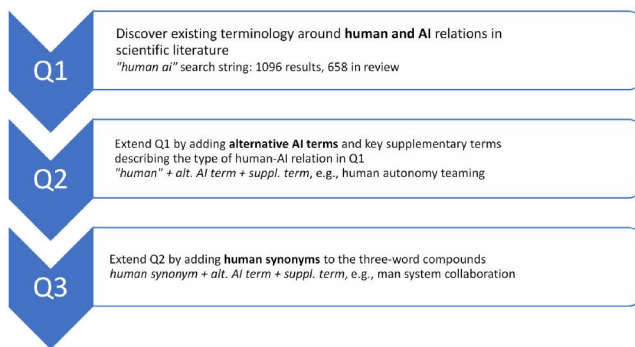 Q1
Discover existing terminology around human and AI relations in
scientific literature
"human ai" search string: 1096 results, 658 in review
Q2
Extend Q1 by adding alternative AI terms and key supplementary terms
describing the type of human-AI relation in Q1
"human" + alt. AI term + suppl. term, e.g., human autonomy teaming
Q3
Extend Q2 by adding human synonyms to the three-word compounds
human synonym + alt. AI term + suppl. term, e.g., man system collaboration